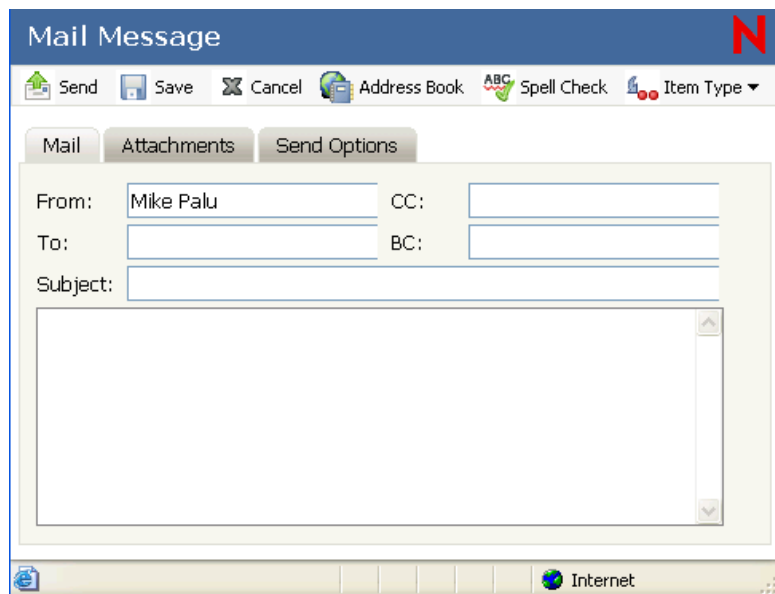 Mail Message N
Send Save Cancel Address Book ABC Spell Check Item Type
Mail Attachments Send Options
From: Mike Palu CC:
To: BC:
Subject:
Internet